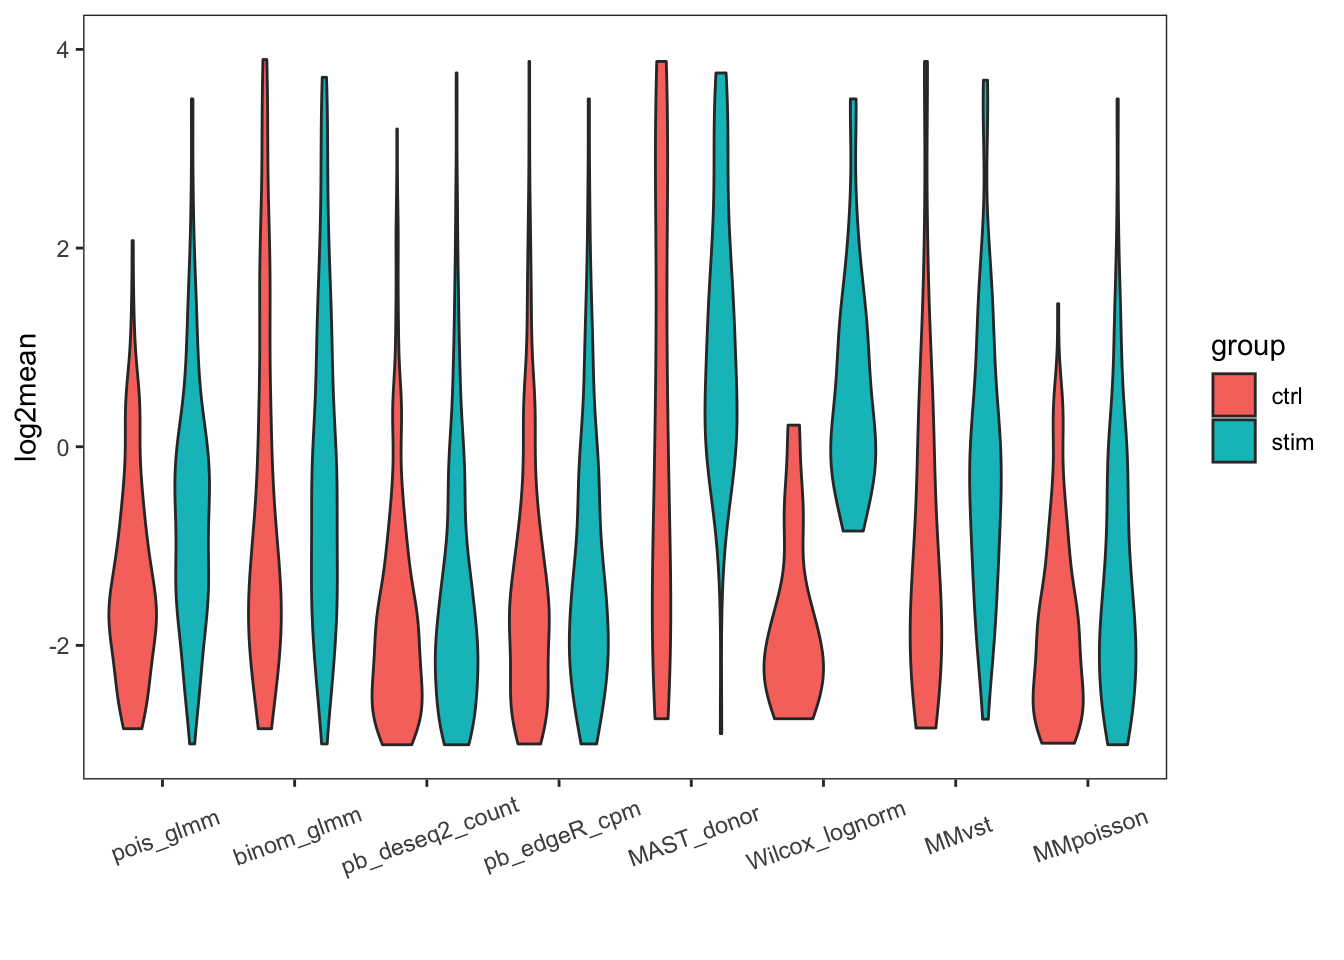 4
2
0
-2
log2mean
pois_glmm
binom_glmm
pb_deseq2_count
pb_edgeR_cpm
MAST_donor
Wilcox_lognorm
MMvst
MMpoisson
group
ctrl
stim